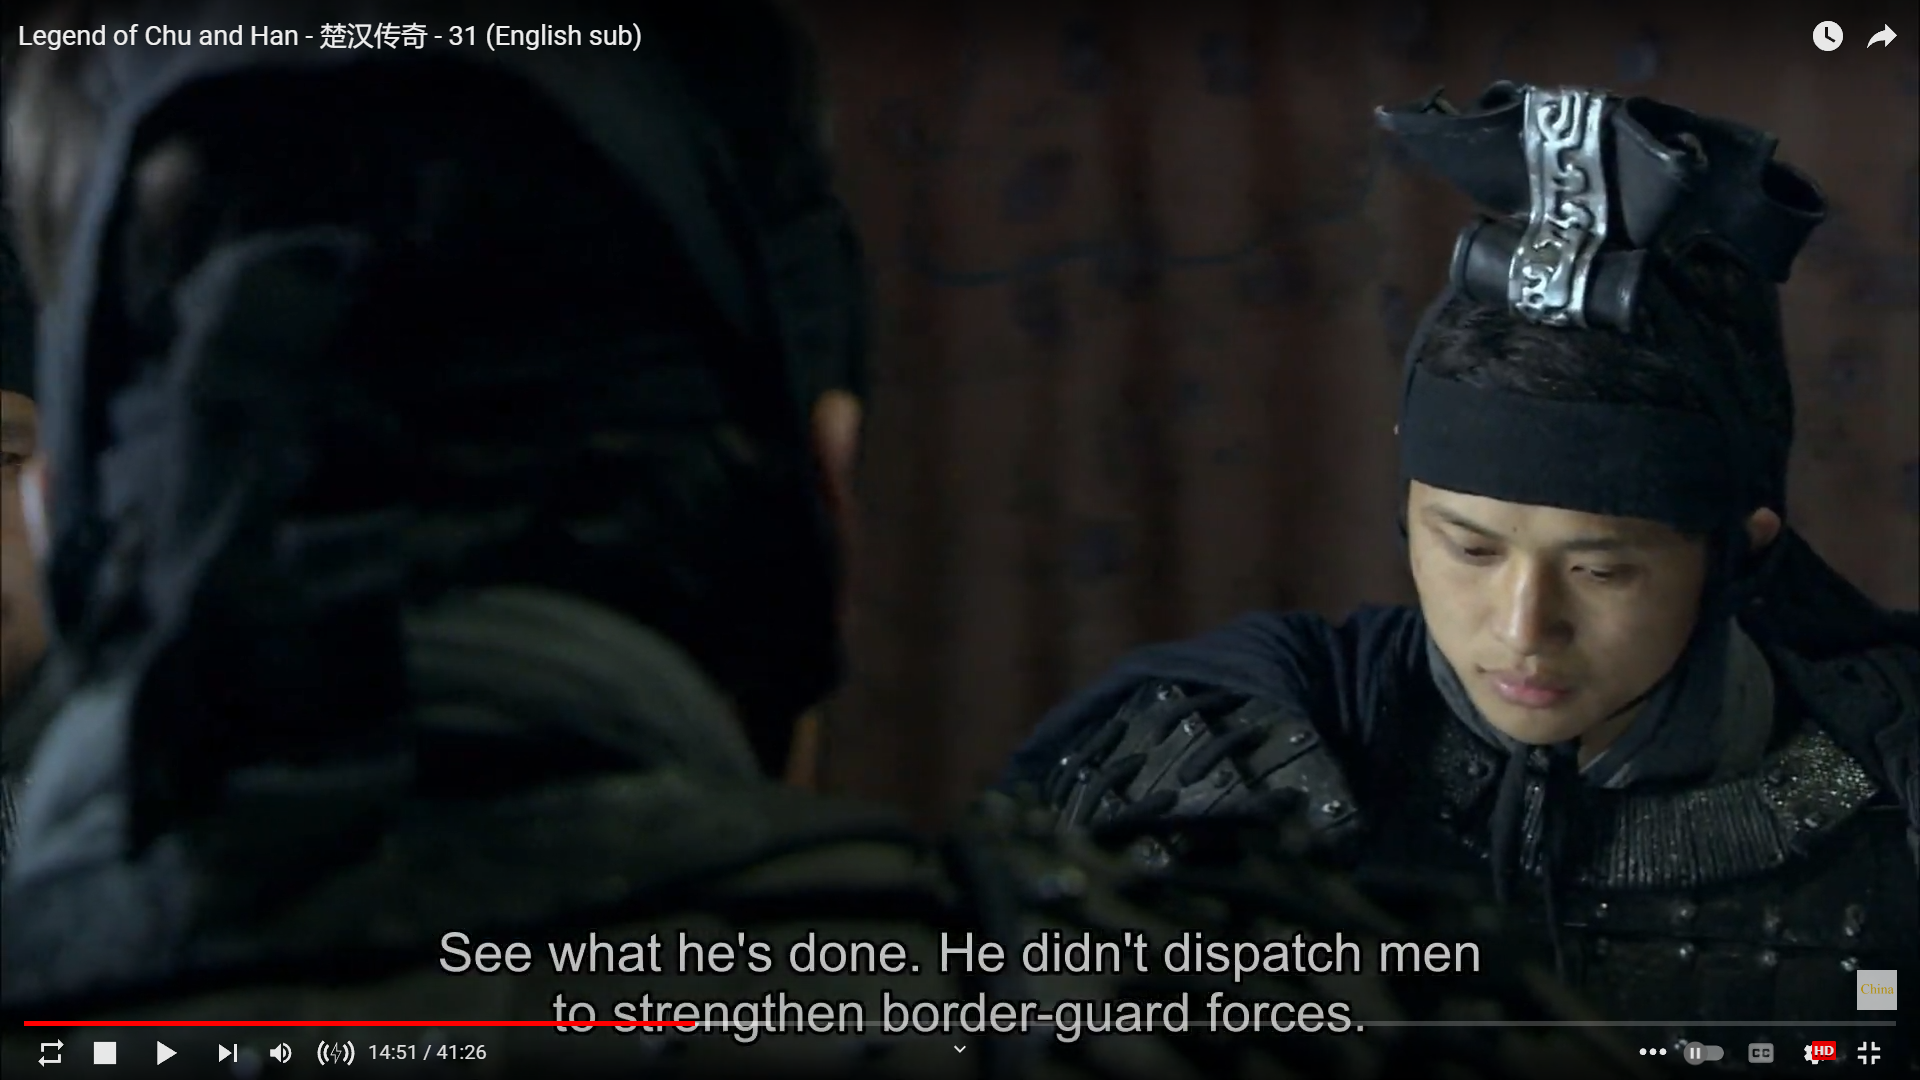 Legend of Chu and Han - 楚汉传奇 - 31 (English sub)
See what he's done. He didn't dispatch men
to strengthen border-guard forces.
China
14:51 / 41:26
CC
HD